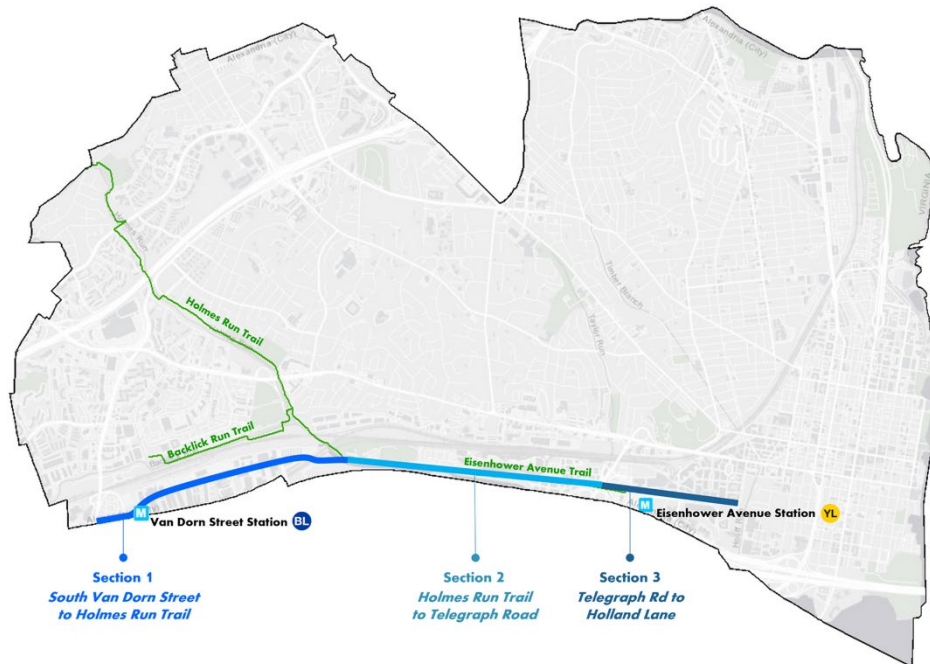 Alexandria (City)
Alexandria (City)
VIRGINIA
Holmes Run
Timber Branch
Taylor Run
Holmes Run Trail
Backlick Run Trail
Eisenhower Avenue Trail
M
Van Dorn Street Station
BL
M
Eisenhower Avenue Station
YL
Section 1
South Van Dorn Street
to Holmes Run Trail
Section 2
Holmes Run Trail
to Telegraph Road
Section 3
Telegraph Rd to
Holland Lane